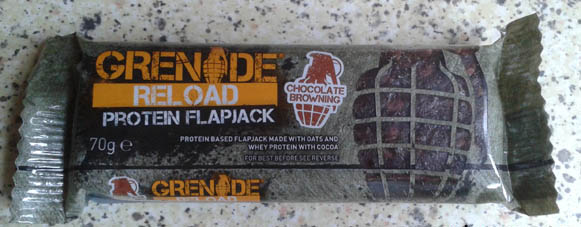 GRENADE
RELOAD
PROTEIN FLAPJACK
CHOCOLATE
BROWNING
70g e
PROTEIN BASED FLAPJACK MADE WITH OATS AND
WHEY PROTEIN WITH COCOA
FOR BEST BEFORE SEE REVERSE
GRENADE
RELOAD